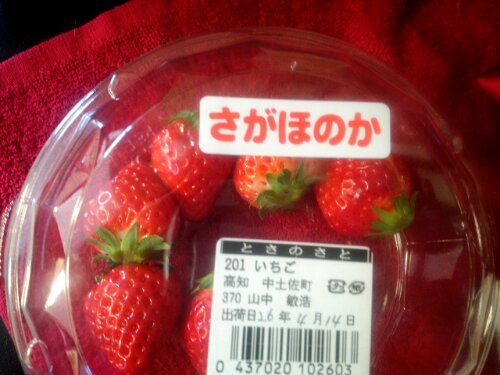 さがほのか
とさのさと
201 いちご
高知 中土佐町
370 山中 敏浩
出荷日26年4月14日
0 437020 102603